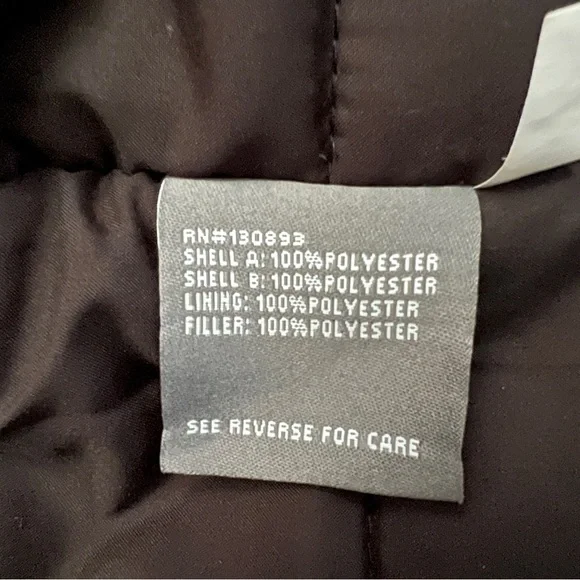 RN#130893
SHELL A: 100%POLYESTER
SHELL B: 100%POLYESTER
LINING: 100%POLYESTER
FILLER: 100%POLYESTER
SEE REVERSE FOR CARE